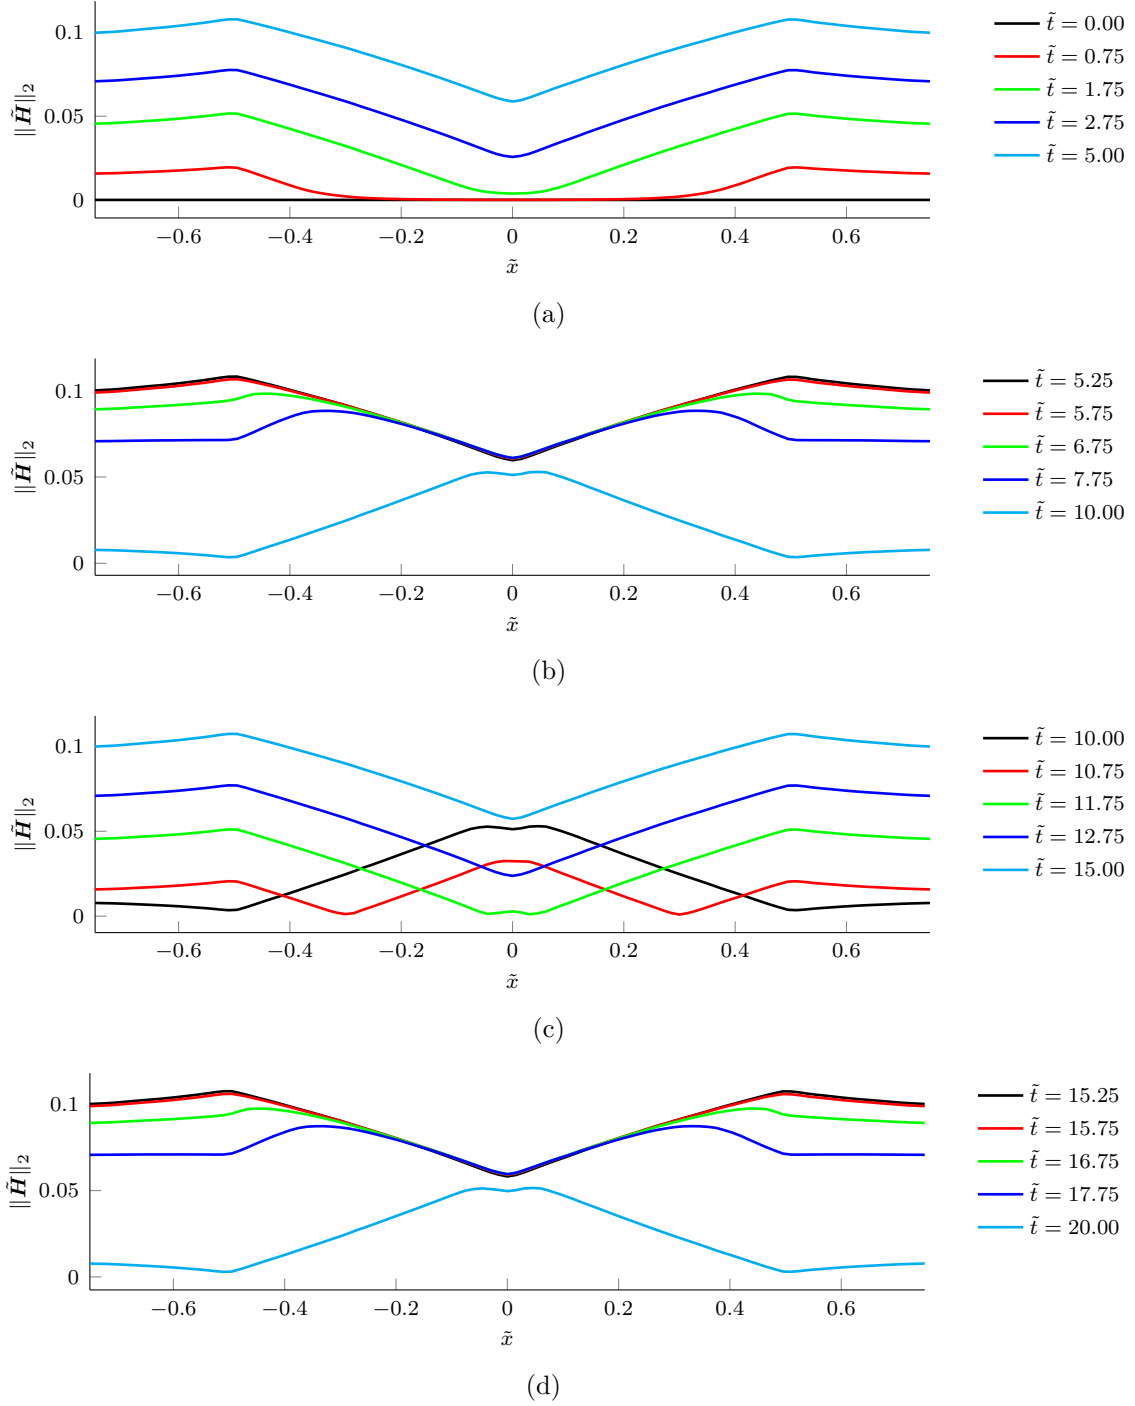 0.1
0.05
0
‖H̃‖₂
−0.6 −0.4 −0.2 0 0.2 0.4 0.6
x̃
t̃ = 0.00
t̃ = 0.75
t̃ = 1.75
t̃ = 2.75
t̃ = 5.00
(a)
0.1
0.05
0
‖H̃‖₂
−0.6 −0.4 −0.2 0 0.2 0.4 0.6
x̃
t̃ = 5.25
t̃ = 5.75
t̃ = 6.75
t̃ = 7.75
t̃ = 10.00
(b)
0.1
0.05
0
‖H̃‖₂
−0.6 −0.4 −0.2 0 0.2 0.4 0.6
x̃
t̃ = 10.00
t̃ = 10.75
t̃ = 11.75
t̃ = 12.75
t̃ = 15.00
(c)
0.1
0.05
0
‖H̃‖₂
−0.6 −0.4 −0.2 0 0.2 0.4 0.6
x̃
t̃ = 15.25
t̃ = 15.75
t̃ = 16.75
t̃ = 17.75
t̃ = 20.00
(d)